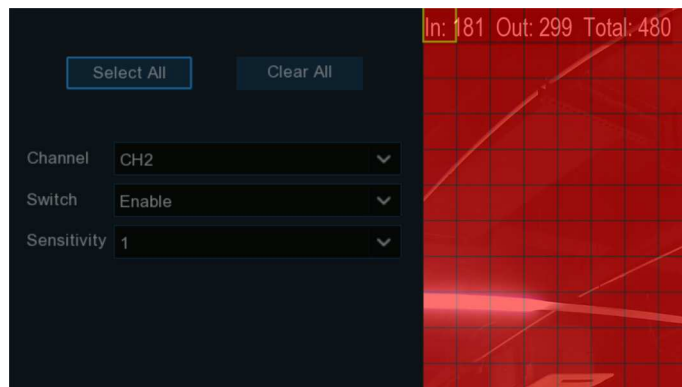 In: 181 Out: 299 Total: 480
Select All Clear All
Channel CH2
Switch Enable
Sensitivity 1